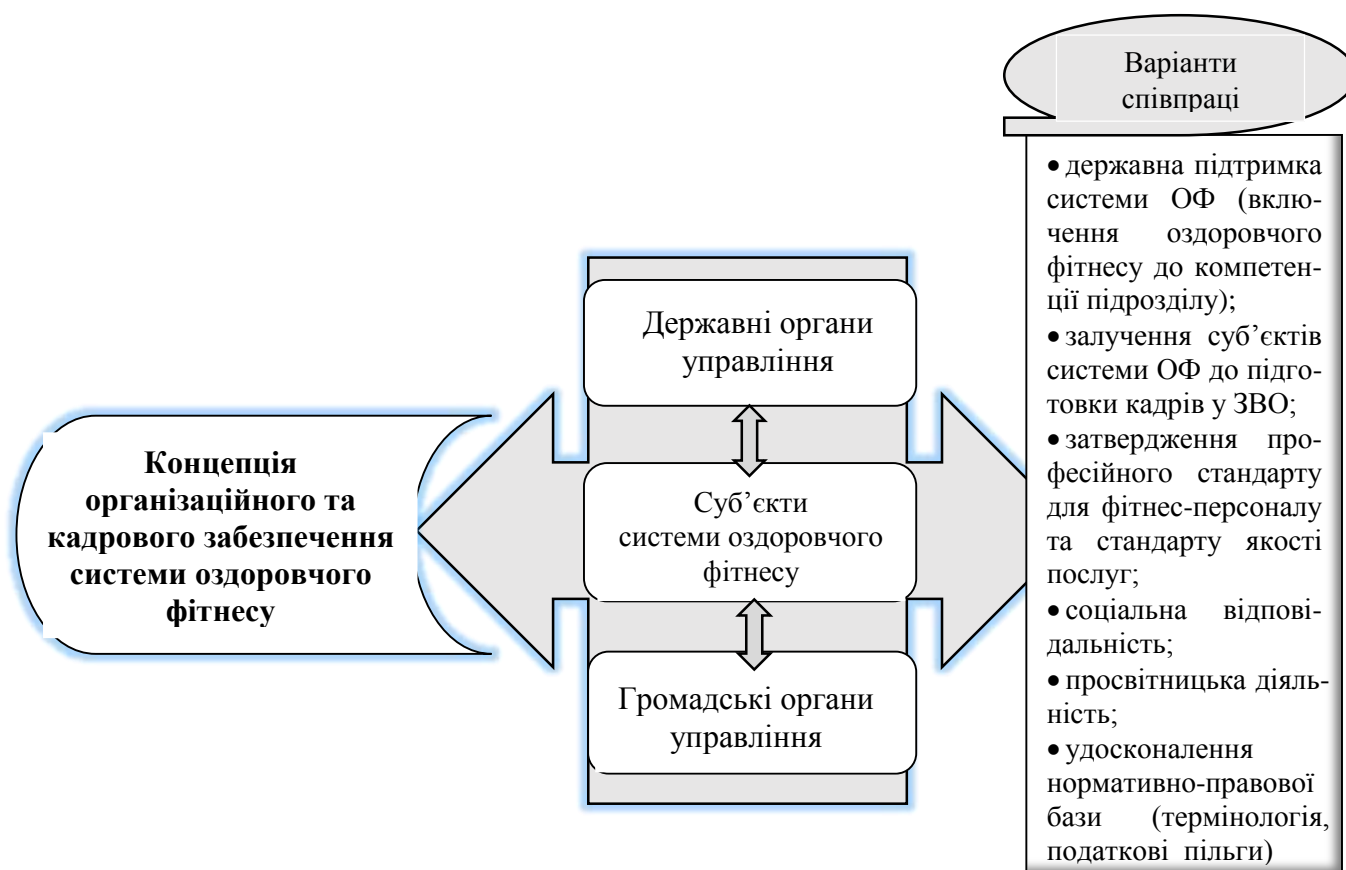 Концепція
організаційного та
кадрового забезпечення
системи оздоровчого
фітнесу
Державні органи
управління
Суб’єкти
системи оздоровчого
фітнесу
Громадські органи
управління
Варіанти
співпраці
• державна підтримка
системи ОФ (вклю-
чення оздоровчого
фітнесу до компетен-
ції підрозділу);
• залучення суб’єктів
системи ОФ до підго-
товки кадрів у ЗВО;
• затвердження про-
фесійного стандарту
для фітнес-персоналу
та стандарту якості
послуг;
• соціальна відпові-
дальність;
• просвітницька діяль-
ність;
• удосконалення
нормативно-правової
бази (термінологія,
податкові пільги)